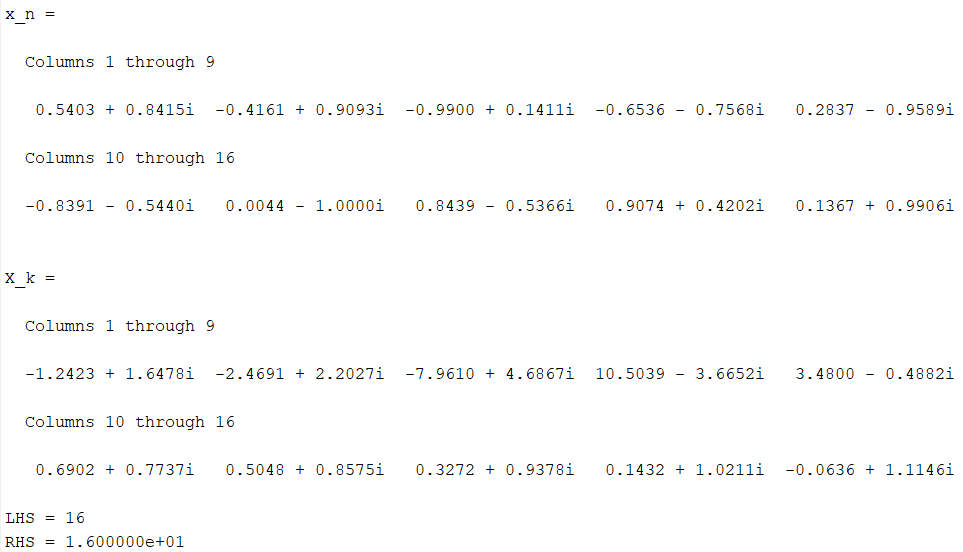 x_n =
Columns 1 through 9
0.5403 + 0.8415i -0.4161 + 0.9093i -0.9900 + 0.1411i -0.6536 - 0.7568i 0.2837 - 0.9589i
Columns 10 through 16
-0.8391 - 0.5440i 0.0044 - 1.0000i 0.8439 - 0.5366i 0.9074 + 0.4202i 0.1367 + 0.9906i
X_k =
Columns 1 through 9
-1.2423 + 1.6478i -2.4691 + 2.2027i -7.9610 + 4.6867i 10.5039 - 3.6652i 3.4800 - 0.4882i
Columns 10 through 16
0.6902 + 0.7737i 0.5048 + 0.8575i 0.3272 + 0.9378i 0.1432 + 1.0211i -0.0636 + 1.1146i
LHS = 16
RHS = 1.600000e+01